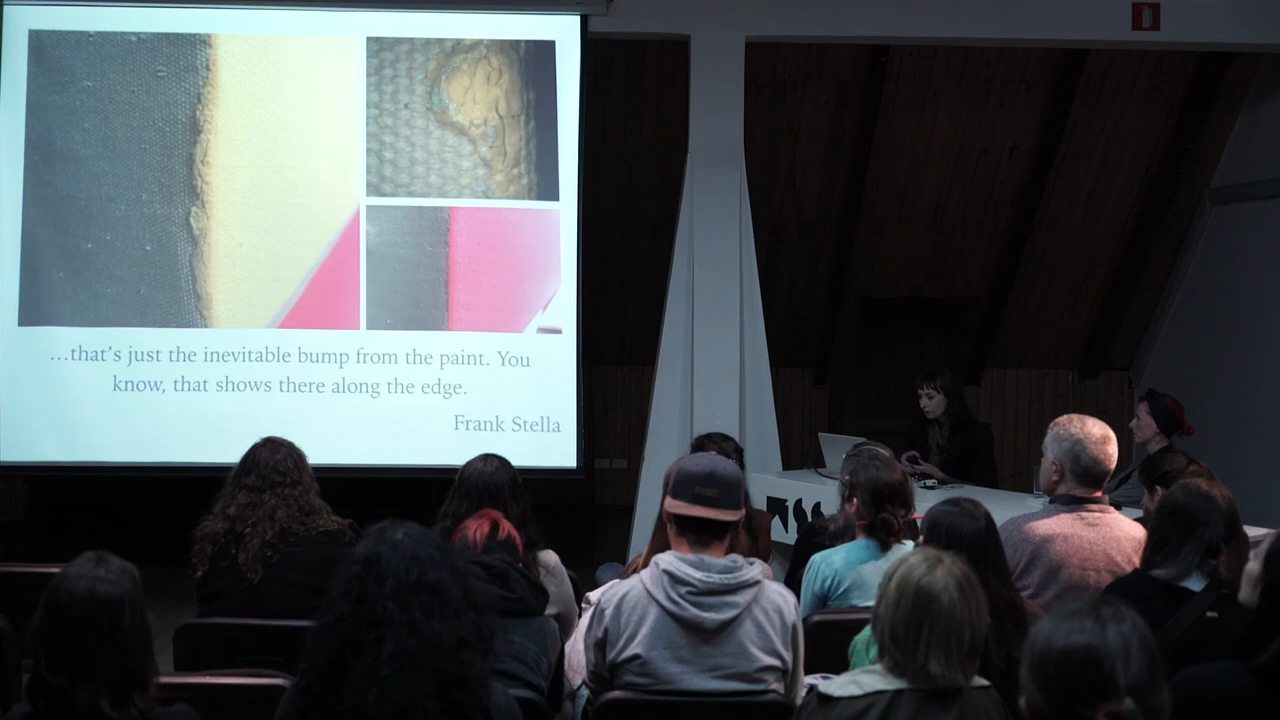 …that's just the inevitable bump from the paint. You
know, that shows there along the edge.
Frank Stella